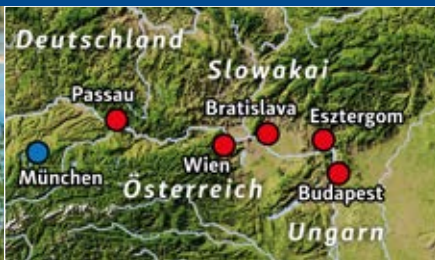 Deutschland
Slowakai
Passau
Bratislava
Esztergom
Wien
München
Österreich
Budapest
Ungarn